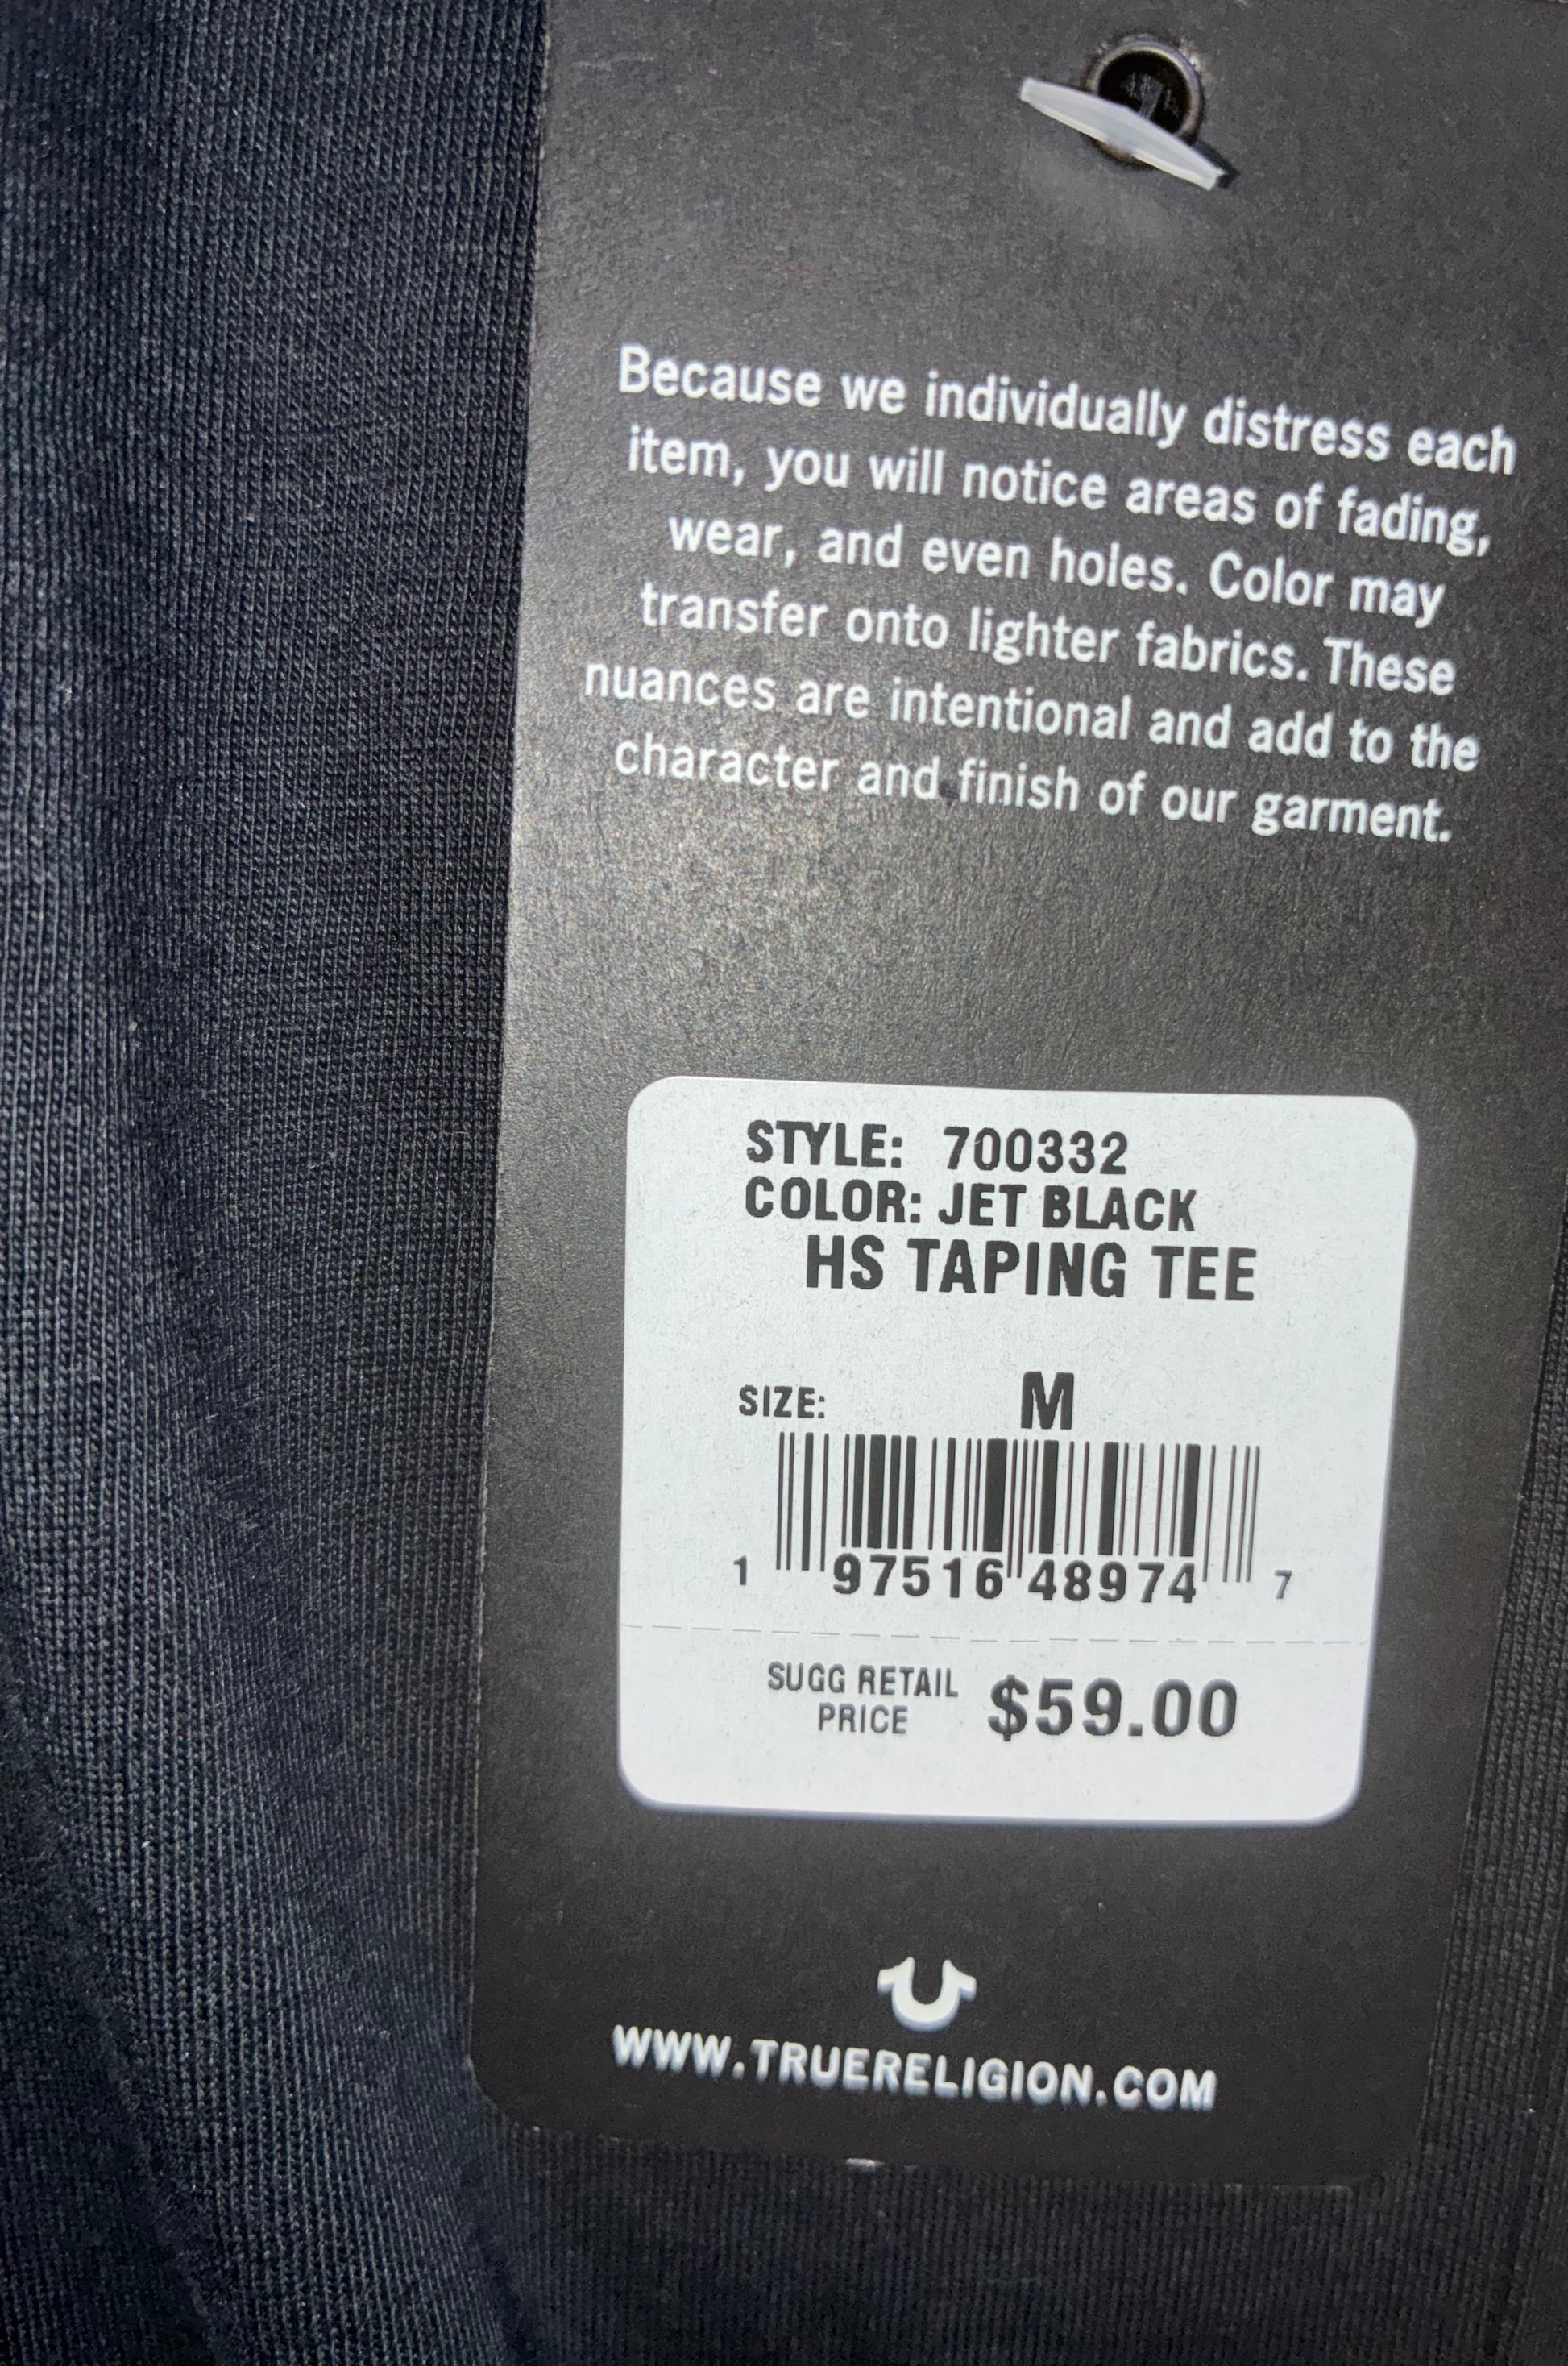 Because we individually distress each
item, you will notice areas of fading,
wear, and even holes. Color may
transfer onto lighter fabrics. These
nuances are intentional and add to the
character and finish of our garment.
STYLE: 700332
COLOR: JET BLACK
HS TAPING TEE
SIZE: M
1 97516 48974 7
SUGG RETAIL
PRICE $59.00
WWW.TRUERELIGION.COM